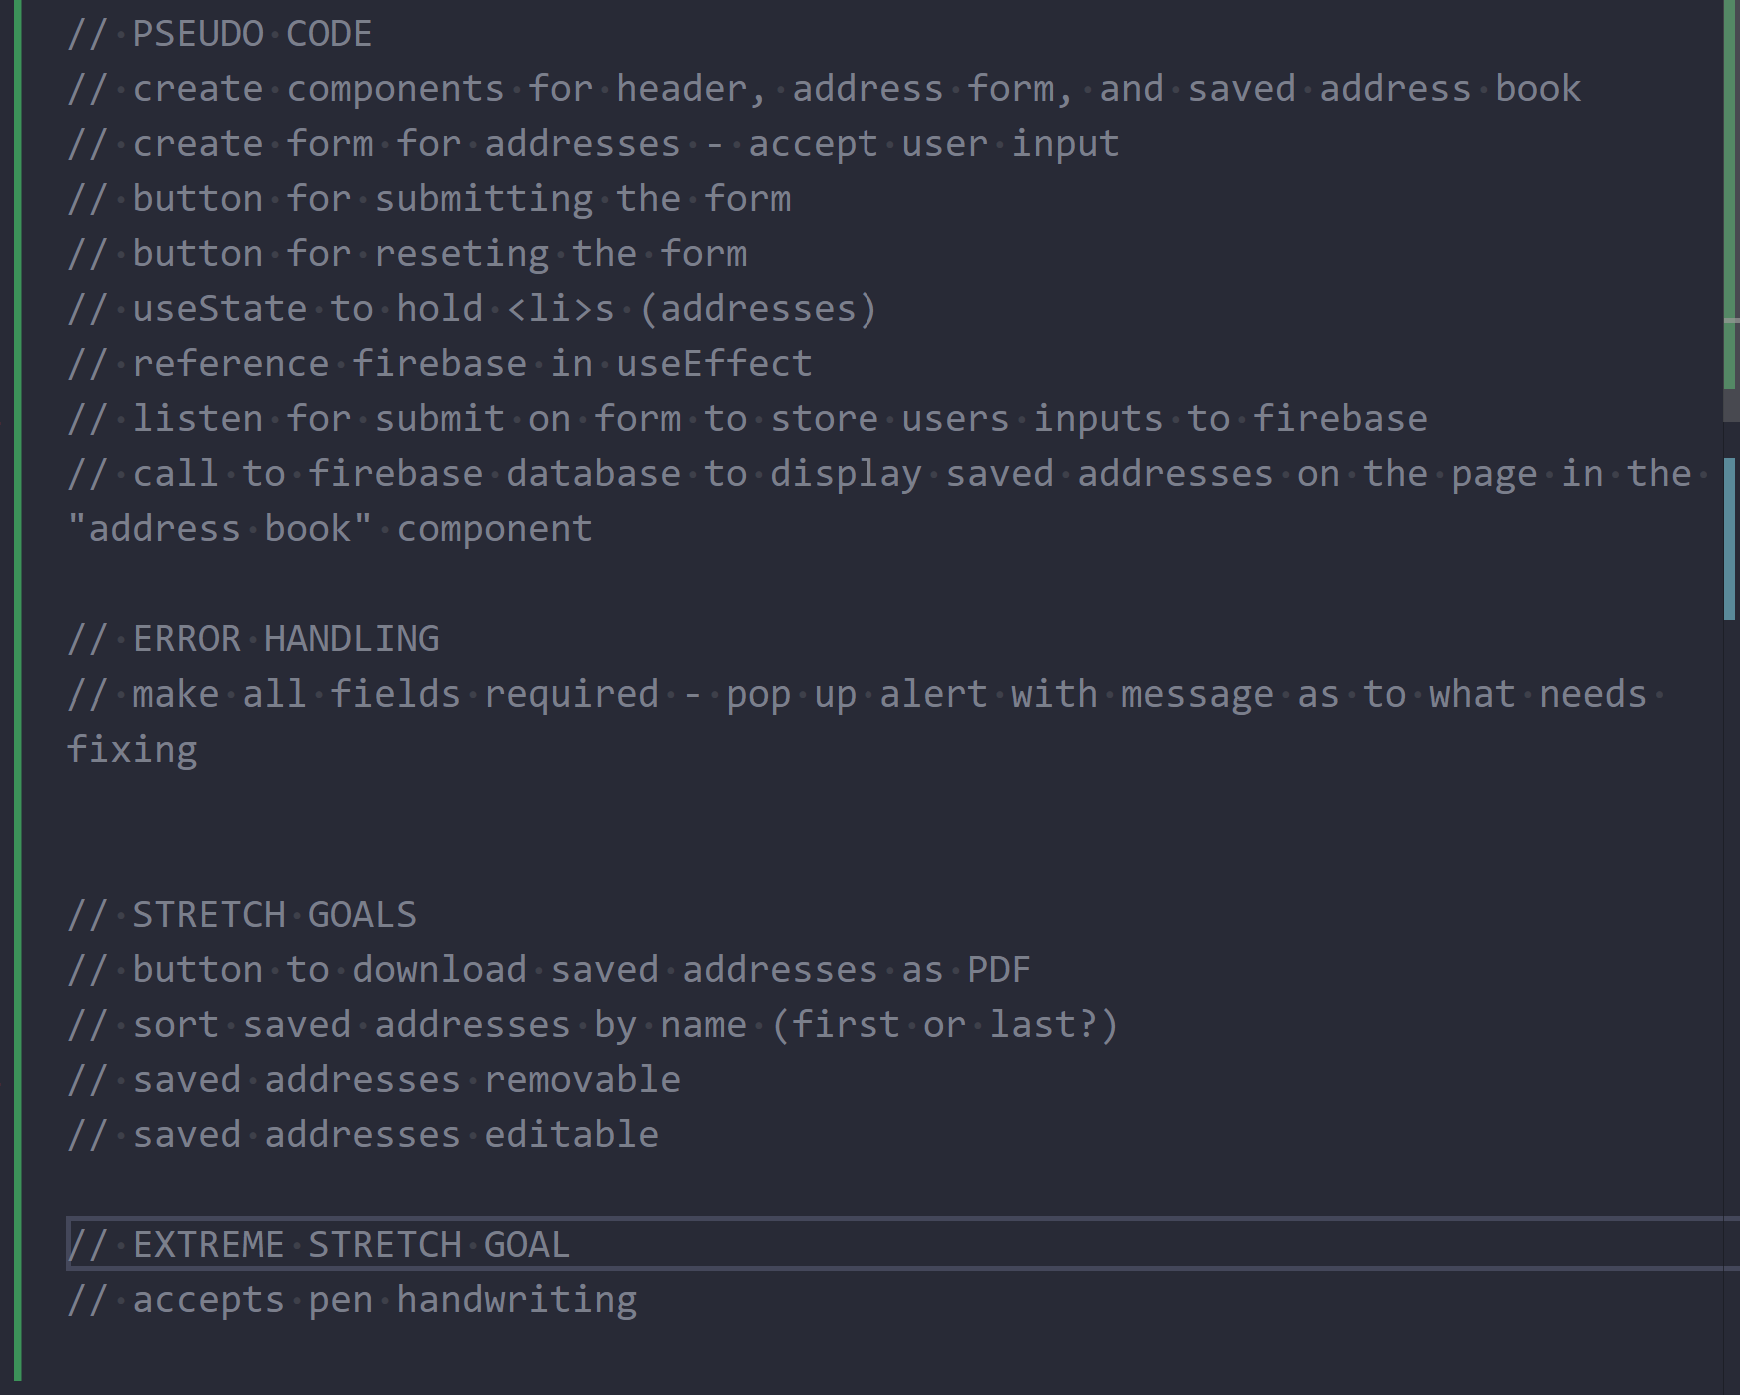 // PSEUDO CODE
// create components for header, address form, and saved address book
// create form for addresses - accept user input
// button for submitting the form
// button for reseting the form
// useState to hold <li>s (addresses)
// reference firebase in useEffect
// listen for submit on form to store users inputs to firebase
// call to firebase database to display saved addresses on the page in the
"address book" component
// ERROR HANDLING
// make all fields required - pop up alert with message as to what needs
fixing
// STRETCH GOALS
// button to download saved addresses as PDF
// sort saved addresses by name (first or last?)
// saved addresses removable
// saved addresses editable
// EXTREME STRETCH GOAL
// accepts pen handwriting